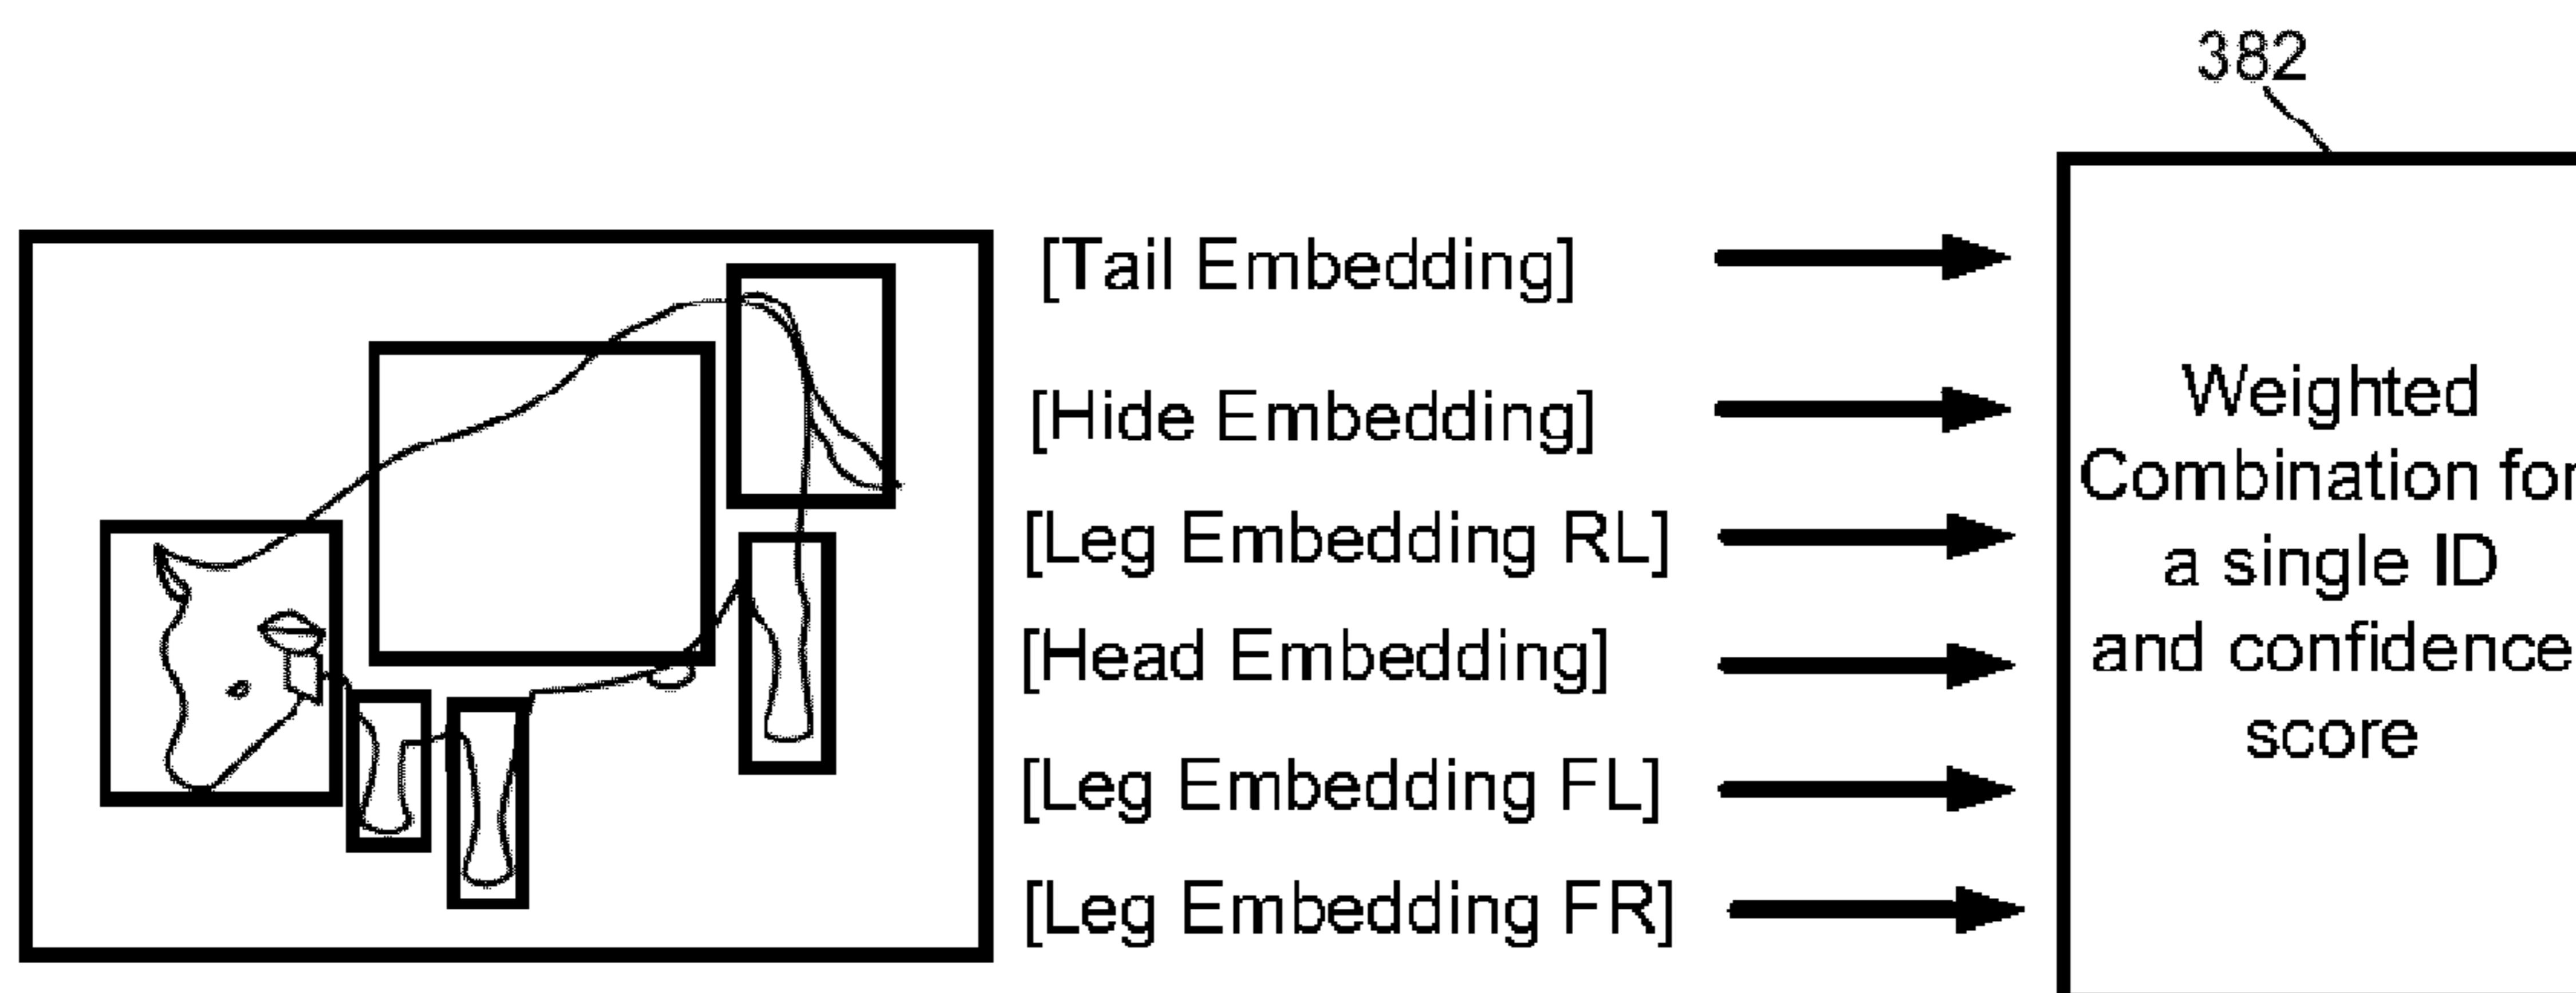 382
[Tail Embedding]
[Hide Embedding]
[Leg Embedding RL]
[Head Embedding]
[Leg Embedding FL]
[Leg Embedding FR]
Weighted
Combination for
a single ID
and confidence
score